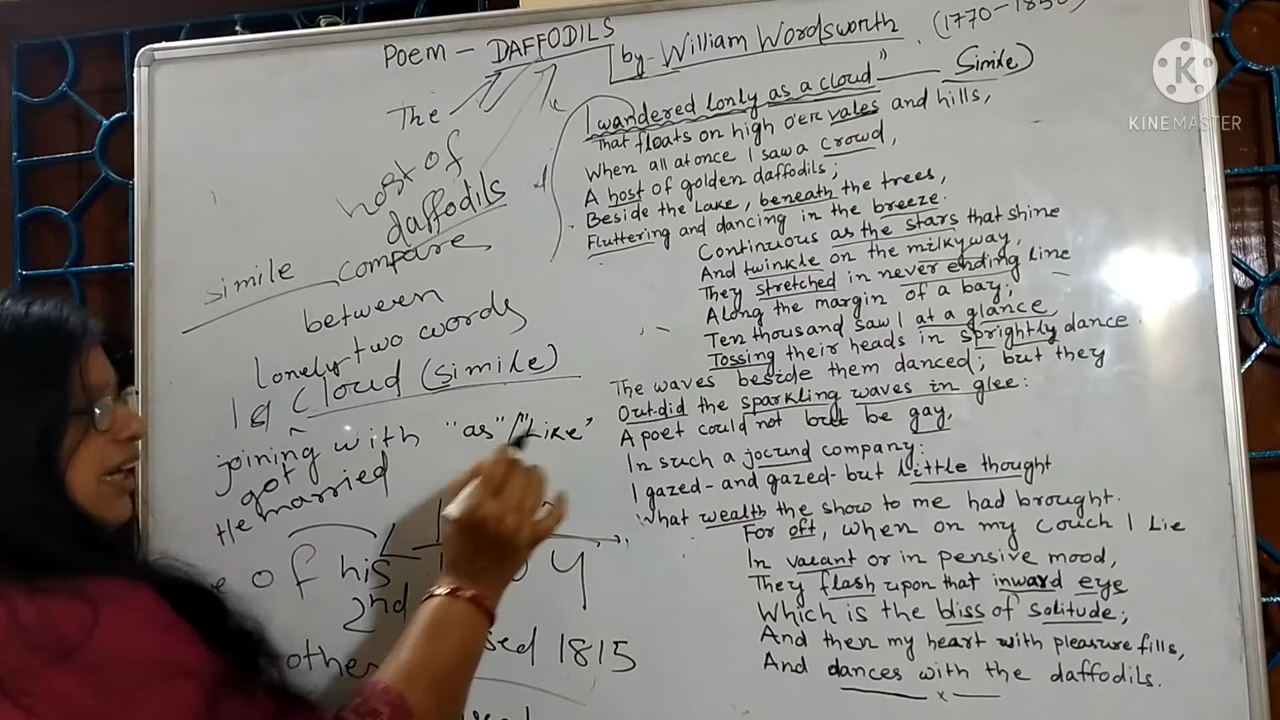 Poem - DAFFODILS
by- William Wordsworth (1770-1850)
The
host of
daffodils
simile compare
between
Lonely two words
Cloud (simile)
joining with "as"/"Like"
got
He married
of his
2nd
other
1815
I wandered lonly as a cloud" Simile)
That floats on high o'er vales and hills,
When all at once I saw a crowd,
A host of golden daffodils;
Beside the Lake, beneath the trees,
Fluttering and dancing in the breeze.
Continuous as the stars that shine
And twinkle on the milkyway,
They stretched in never ending line
Along the margin of a bay;
Ten thousand saw I at a glance,
Tossing their heads in sprightly dance.
The waves beside them danced; but they
Out-did the sparkling waves in glee:
A poet could not but be gay,
In such a jocund company:
I gazed- and gazed- but little thought
What wealth the show to me had brought.
For oft, when on my couch I Lie
In vacant or in pensive mood,
They flash upon that inward eye
Which is the bliss of solitude;
And then my heart with pleasure fills,
And dances with the daffodils.
x
K
KINEMASTER